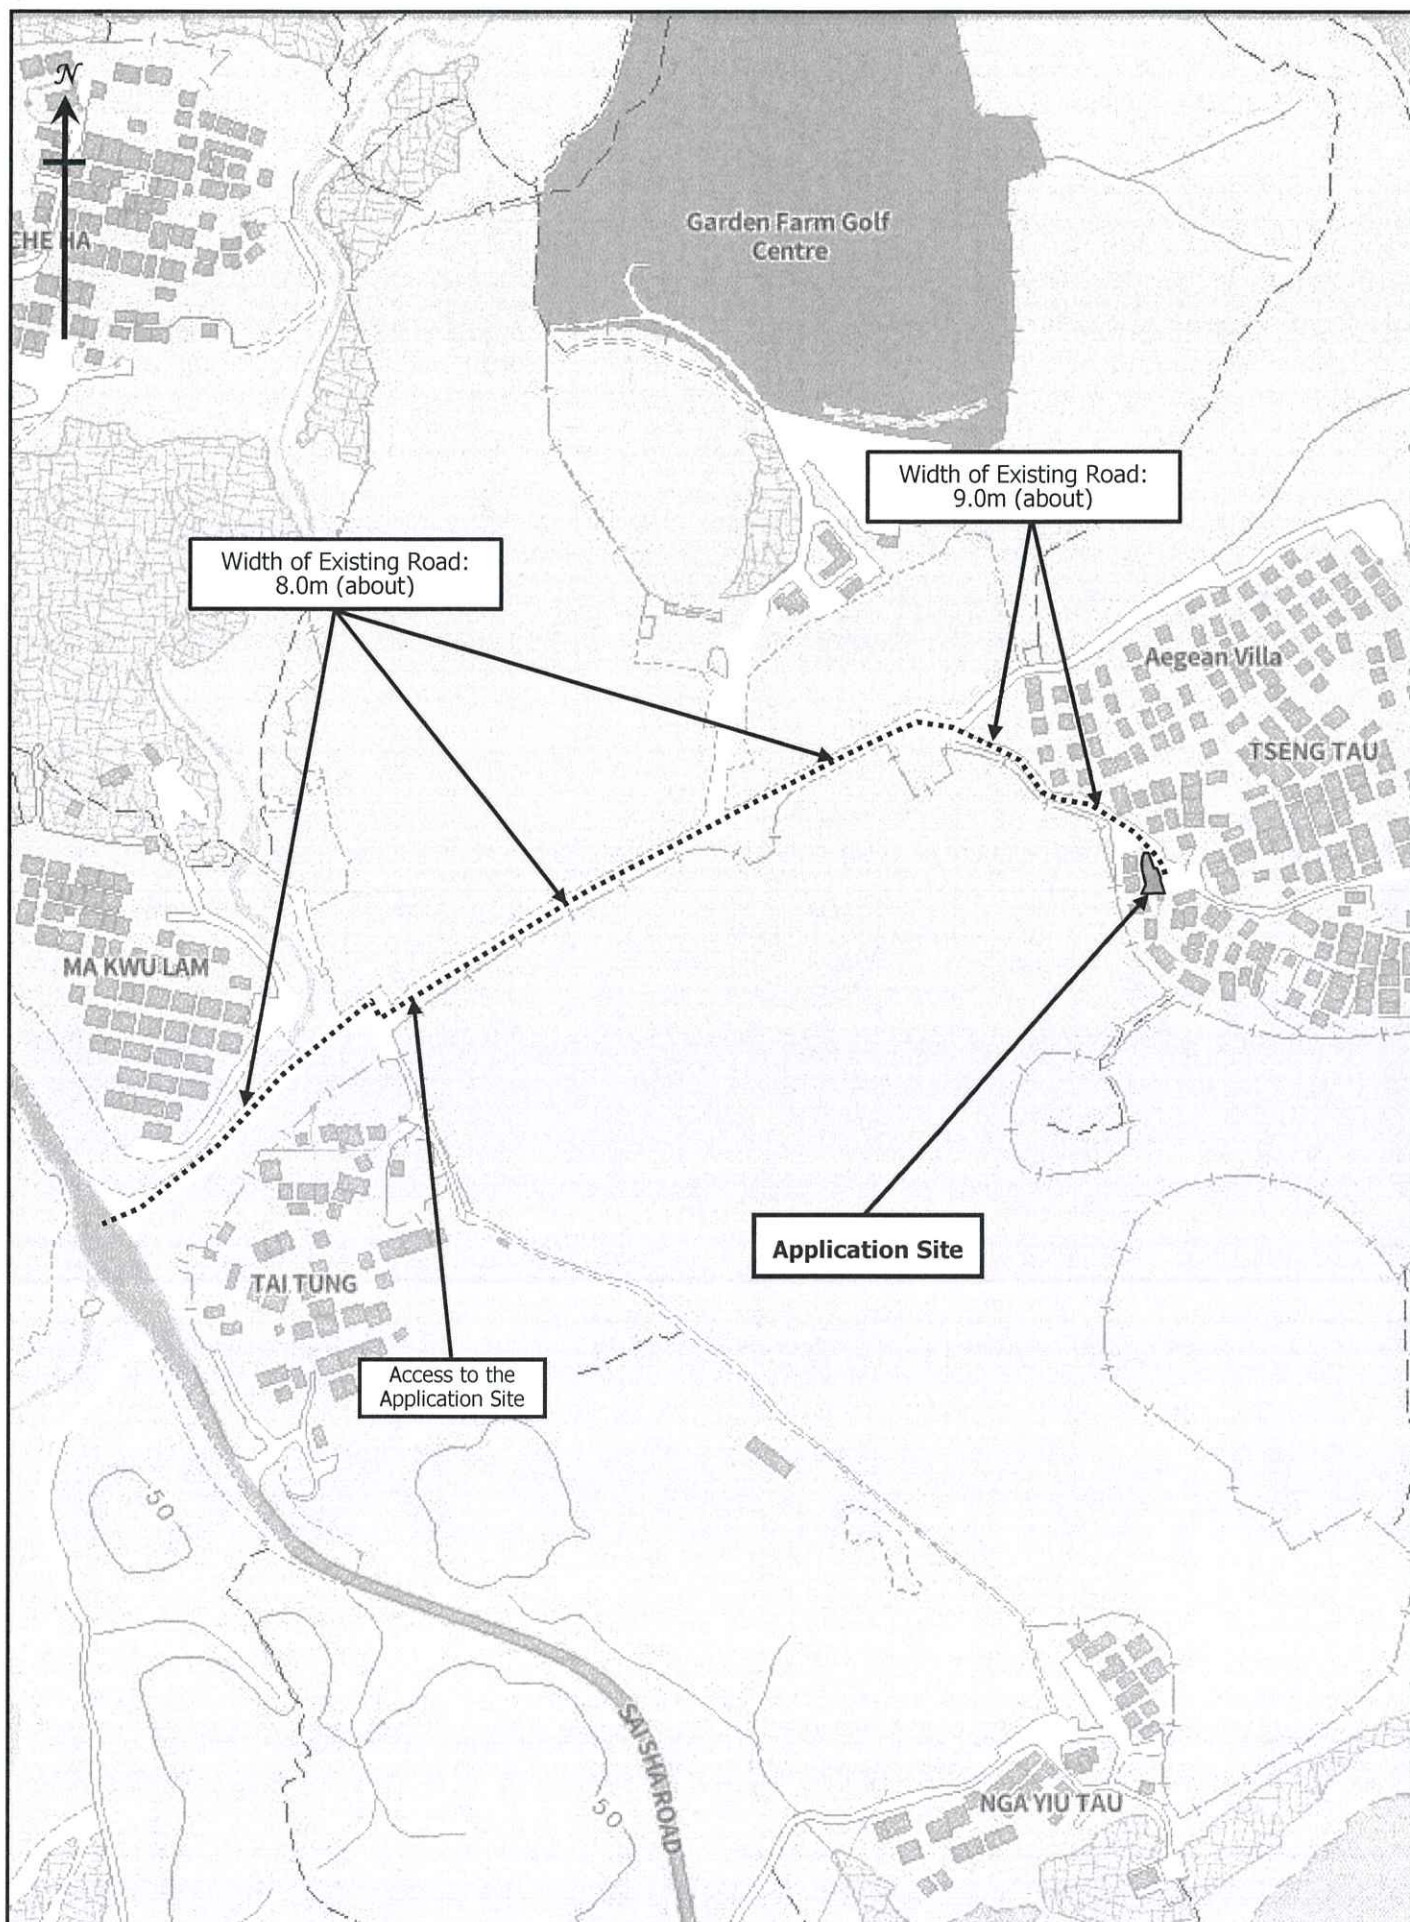 N
CHE HA
Garden Farm Golf
Centre
Width of Existing Road:
9.0m (about)
Width of Existing Road:
8.0m (about)
Aegean Villa
TSENG TAU
MA KWU LAM
Application Site
TAI TUNG
Access to the
Application Site
50
SAI SHA ROAD
50
NGA YIU TAU